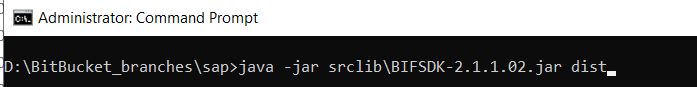 Administrator: Command Prompt
D:\BitBucket_branches\sap>java -jar srclib\BIFSDK-2.1.1.02.jar dist